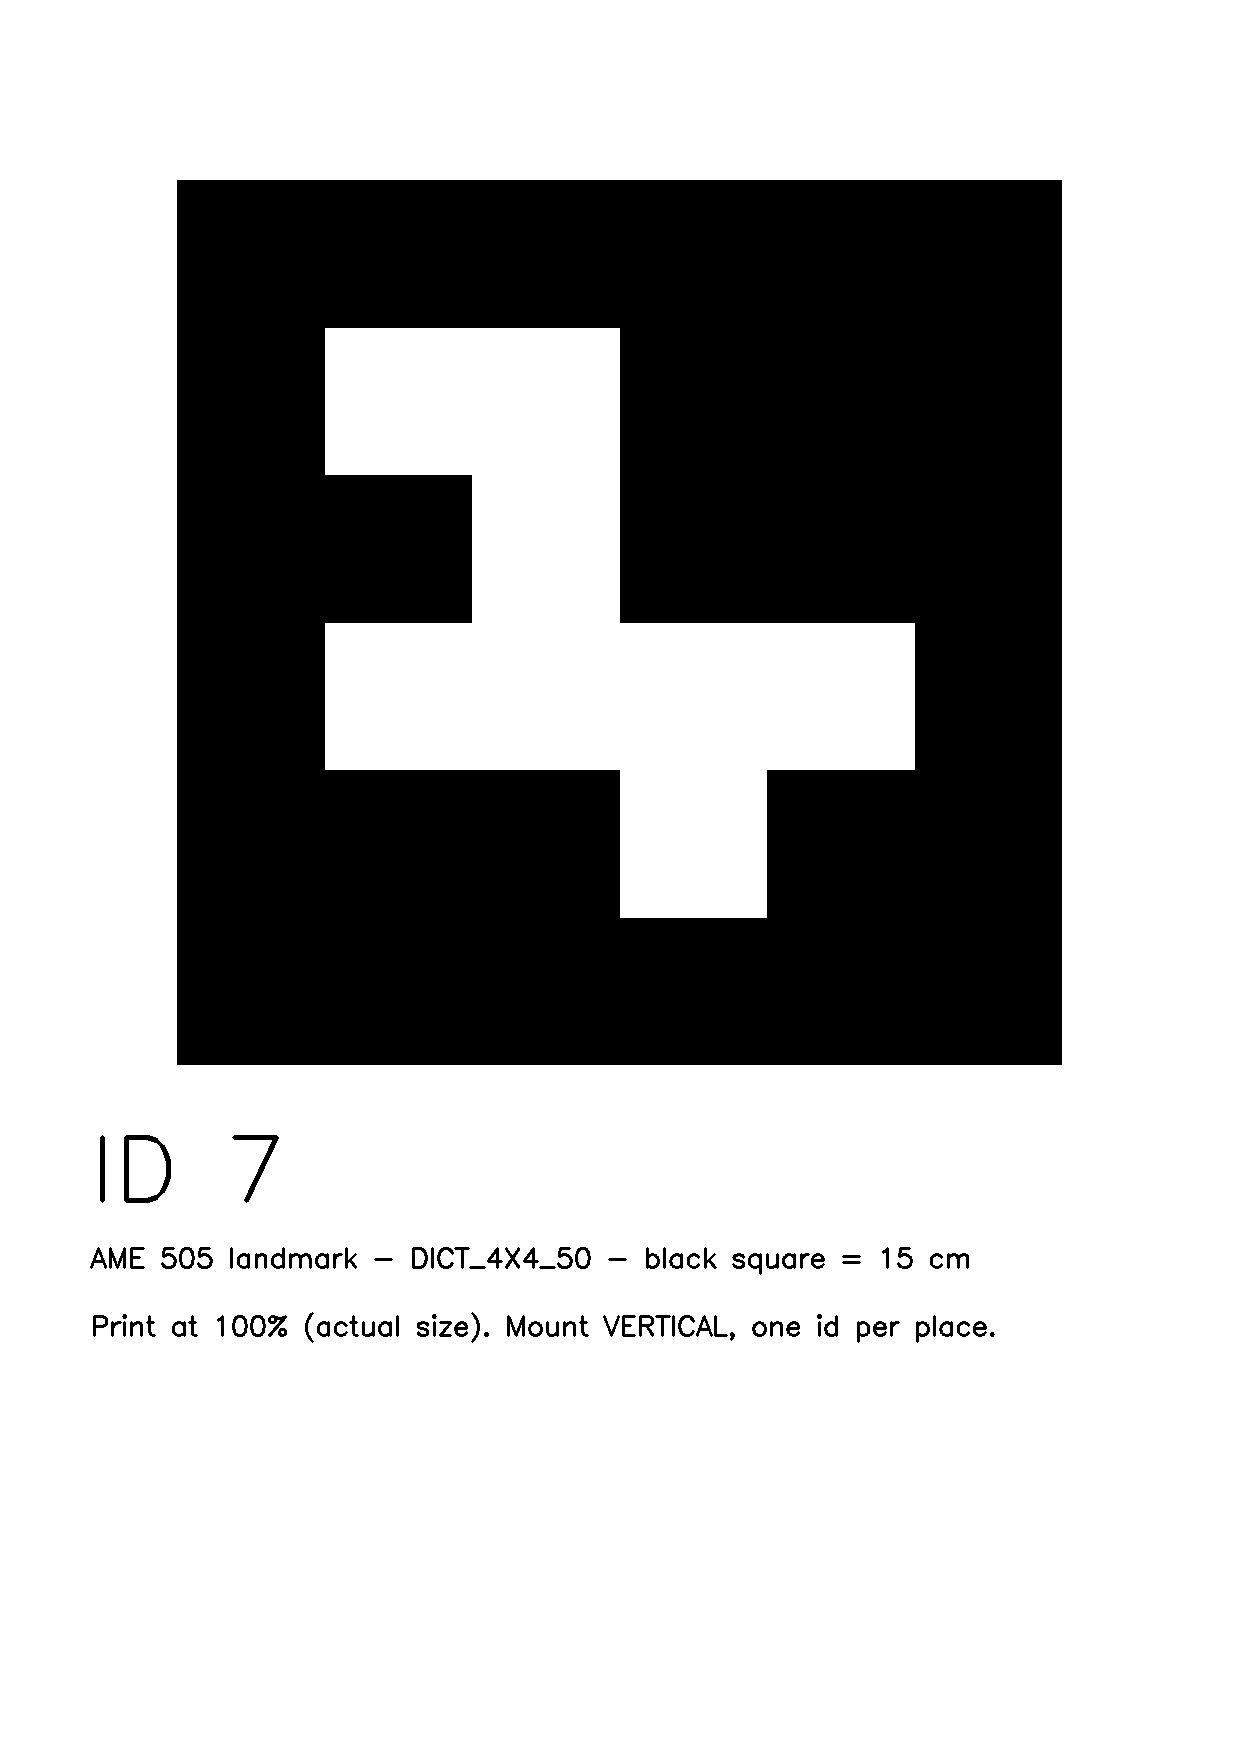 ID 7
AME 505 landmark - DICT_4X4_50 - black square = 15 cm
Print at 100% (actual size). Mount VERTICAL, one id per place.